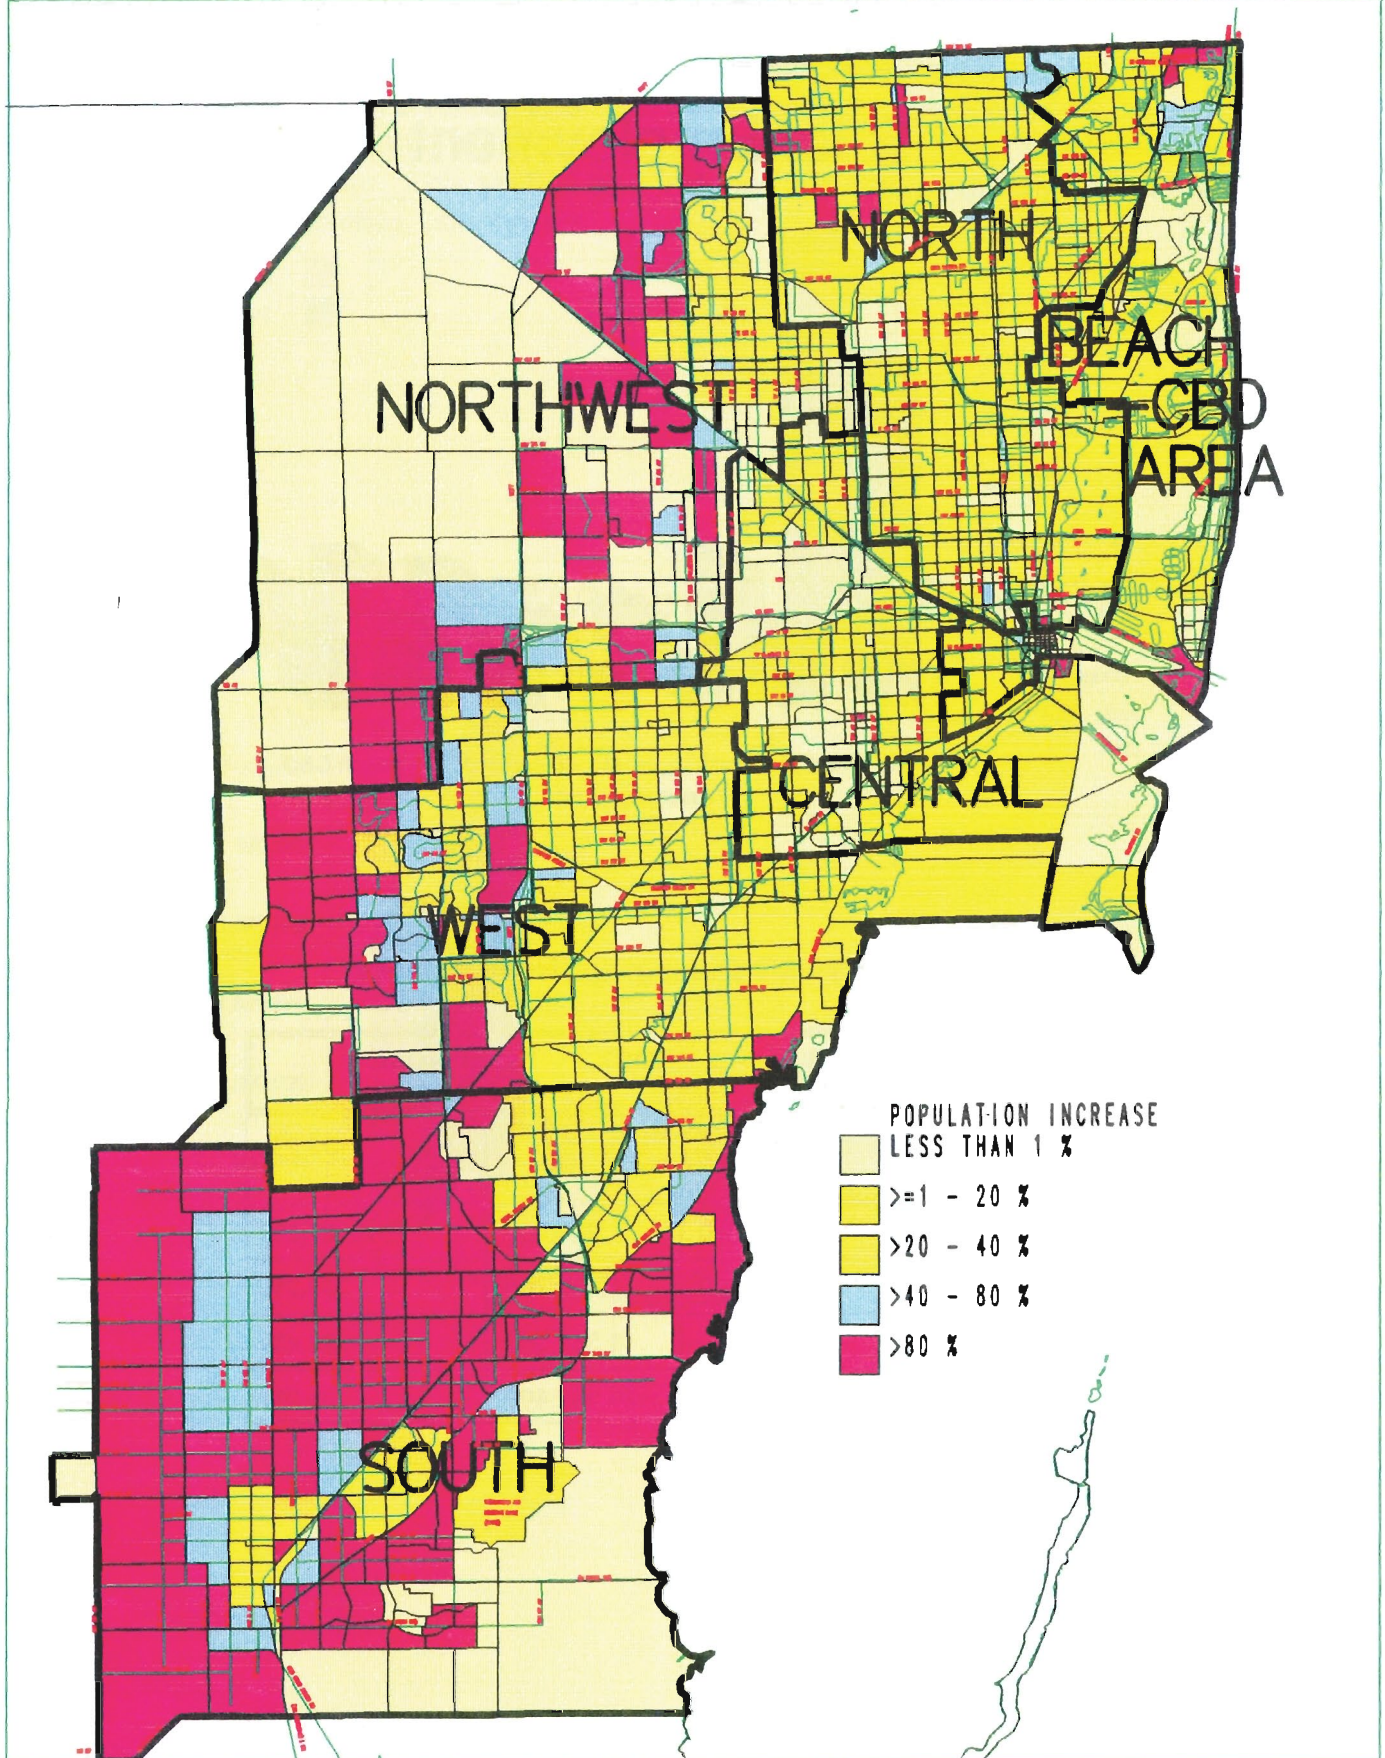 NORTH
BEACH
CBD
AREA
NORTHWEST
CENTRAL
WEST
SOUTH
POPULATION INCREASE
LESS THAN 1 %
>=1 - 20 %
>20 - 40 %
>40 - 80 %
>80 %